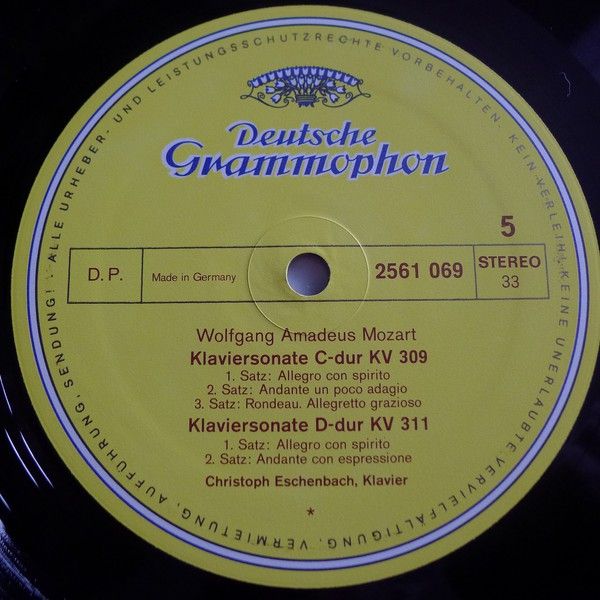 ALLE URHEBER- UND LEISTUNGSSCHUTZRECHTE VORBEHALTEN. KEIN VERLEIH! KEINE UNERLAUBTE VERVIELFÄLTIGUNG, VERMIETUNG, AUFFÜHRUNG, SENDUNG!
Deutsche
Grammophon
5
D. P. Made in Germany 2561 069 STEREO
33
Wolfgang Amadeus Mozart
Klaviersonate C-dur KV 309
1. Satz: Allegro con spirito
2. Satz: Andante un poco adagio
3. Satz: Rondeau. Allegretto grazioso
Klaviersonate D-dur KV 311
1. Satz: Allegro con spirito
2. Satz: Andante con espressione
Christoph Eschenbach, Klavier
*